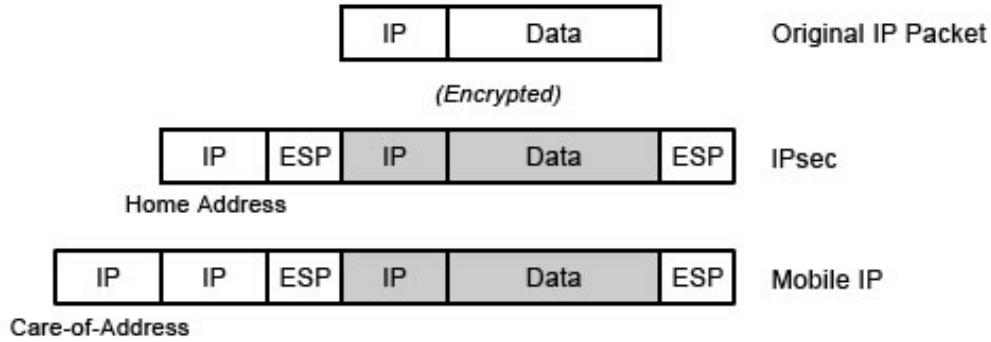 IP Data Original IP Packet
(Encrypted)
IP ESP IP Data ESP IPsec
Home Address
IP IP ESP IP Data ESP Mobile IP
Care-of-Address